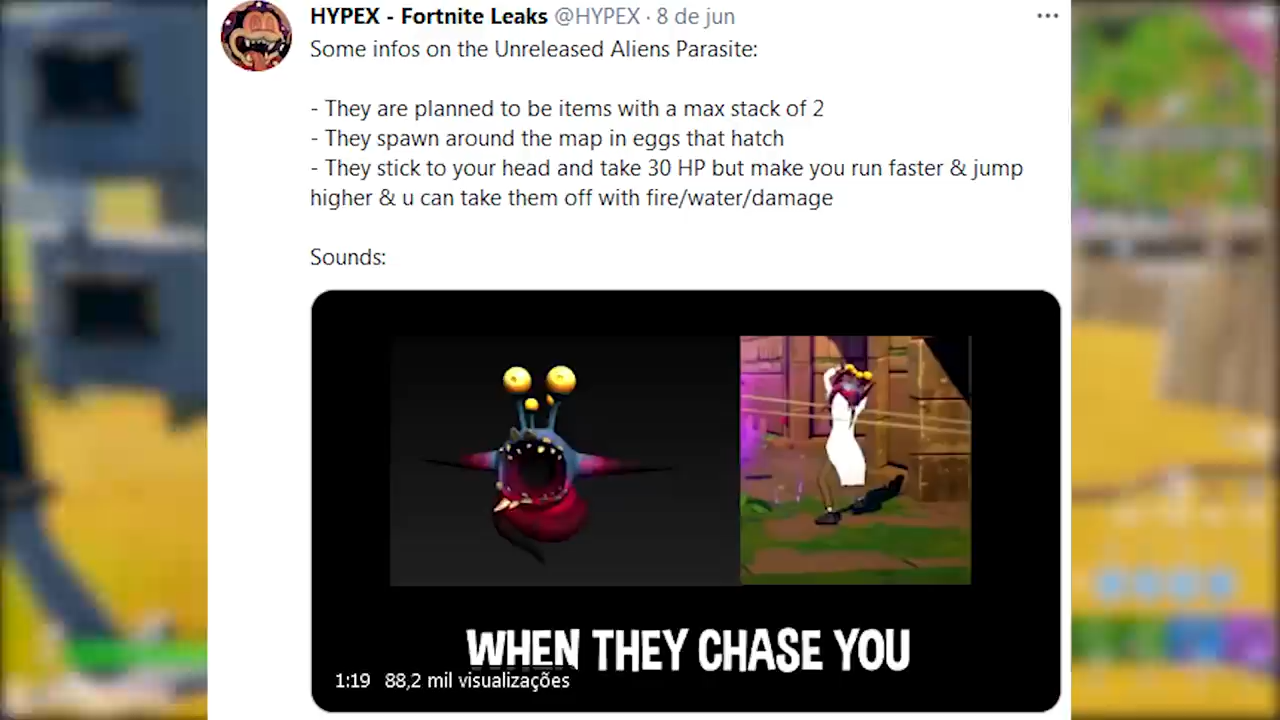 HYPEX - Fortnite Leaks @HYPEX · 8 de jun
Some infos on the Unreleased Aliens Parasite:
- They are planned to be items with a max stack of 2
- They spawn around the map in eggs that hatch
- They stick to your head and take 30 HP but make you run faster & jump
higher & u can take them off with fire/water/damage
Sounds:
WHEN THEY CHASE YOU
1:19 88,2 mil visualizações